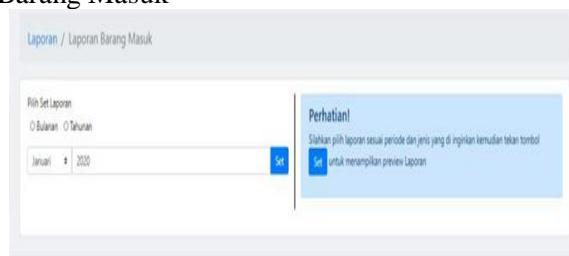 Barang Masuk
Laporan / Laporan Barang Masuk
Pilih Set Laporan
Bulanan Tahunan
Januari 2020 Set
Perhatian!
Silahkan pilih laporan sesuai periode dan jenis yang di inginkan kemudian tekan tombol
Set untuk menampilkan preview Laporan